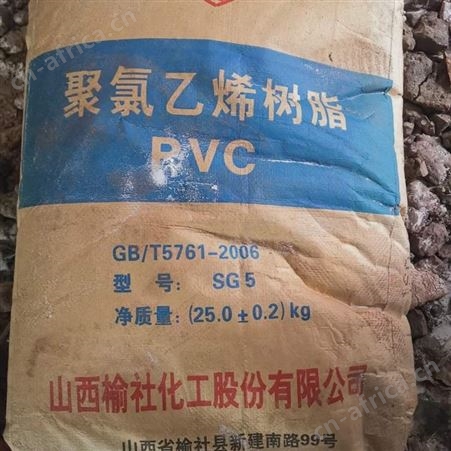 聚氯乙烯树脂
PVC
GB/T5761-2006
型 号: SG5
净质量: (25.0±0.2)kg
山西榆社化工股份有限公司
山西省榆社县新建南路99号